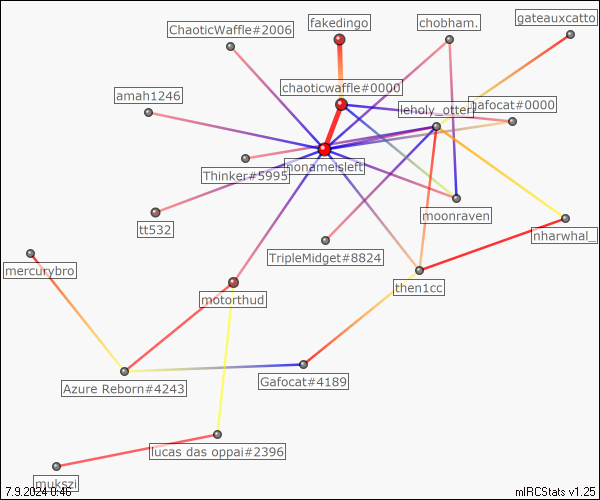 gateauxcatto
fakedingo
chobham.
ChaoticWaffle#2006
chaoticwaffle#0000
amah1246
leholy_otter
gafocat#0000
nonameisleft
Thinker#5995
moonraven
tt532
nharwhal_
TripleMidget#8824
mercurybro
then1cc
motorthud
Azure Reborn#4243
Gafocat#4189
lucas das oppai#2396
mukszi
7.9.2024 0:46
mIRCStats v1.25